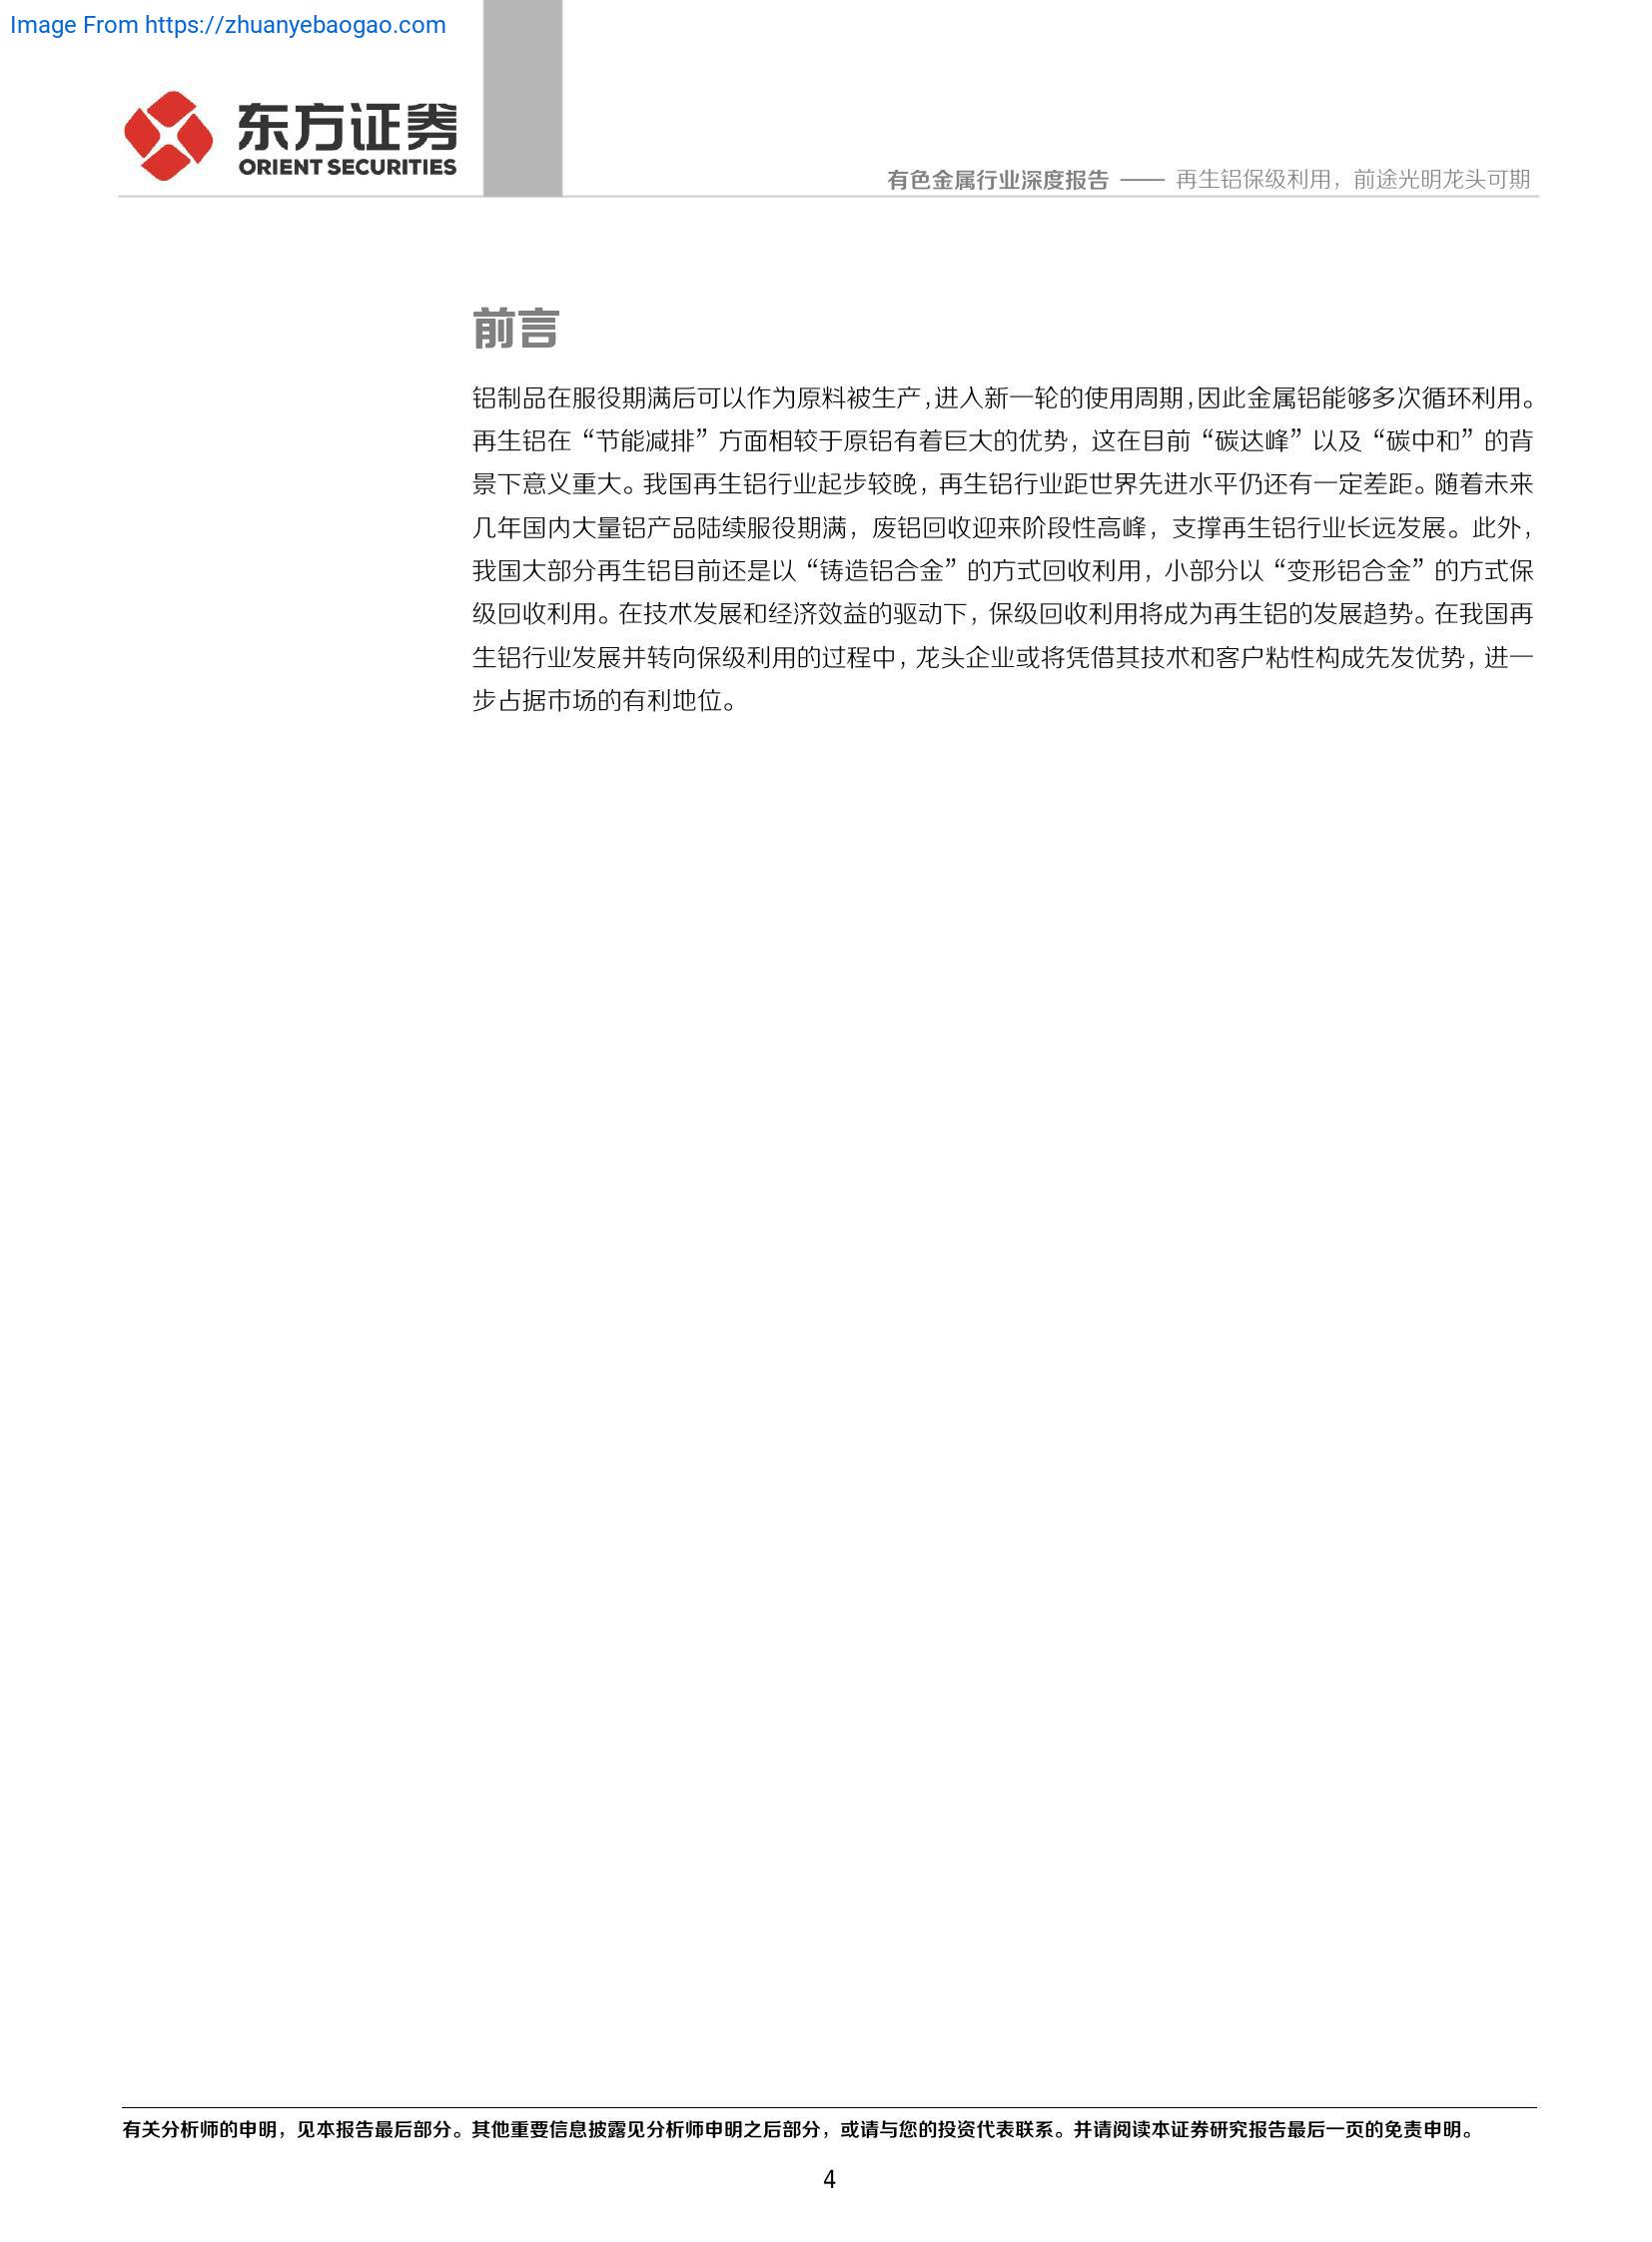 Image From https://zhuanyebaogao.com
东方证券
ORIENT SECURITIES
有色金属行业深度报告 —— 再生铝保级利用，前途光明龙头可期
前言
铝制品在服役期满后可以作为原料被生产，进入新一轮的使用周期，因此金属铝能够多次循环利用。
再生铝在“节能减排”方面相较于原铝有着巨大的优势，这在目前“碳达峰”以及“碳中和”的背
景下意义重大。我国再生铝行业起步较晚，再生铝行业距世界先进水平仍还有一定差距。随着未来
几年国内大量铝产品陆续服役期满，废铝回收迎来阶段性高峰，支撑再生铝行业长远发展。此外，
我国大部分再生铝目前还是以“铸造铝合金”的方式回收利用，小部分以“变形铝合金”的方式保
级回收利用。在技术发展和经济效益的驱动下，保级回收利用将成为再生铝的发展趋势。在我国再
生铝行业发展并转向保级利用的过程中，龙头企业或将凭借其技术和客户粘性构成先发优势，进一
步占据市场的有利地位。
有关分析师的申明，见本报告最后部分。其他重要信息披露见分析师申明之后部分，或请与您的投资代表联系。并请阅读本证券研究报告最后一页的免责申明。
4